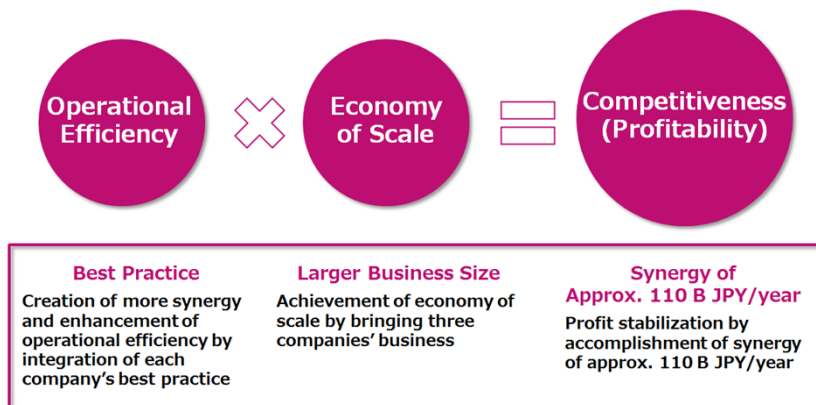 Operational
Efficiency
Economy
of Scale
Competitiveness
(Profitability)
Best Practice
Creation of more synergy
and enhancement of
operational efficiency by
integration of each
company's best practice
Larger Business Size
Achievement of economy of
scale by bringing three
companies' business
Synergy of
Approx. 110 B JPY/year
Profit stabilization by
accomplishment of synergy
of approx. 110 B JPY/year